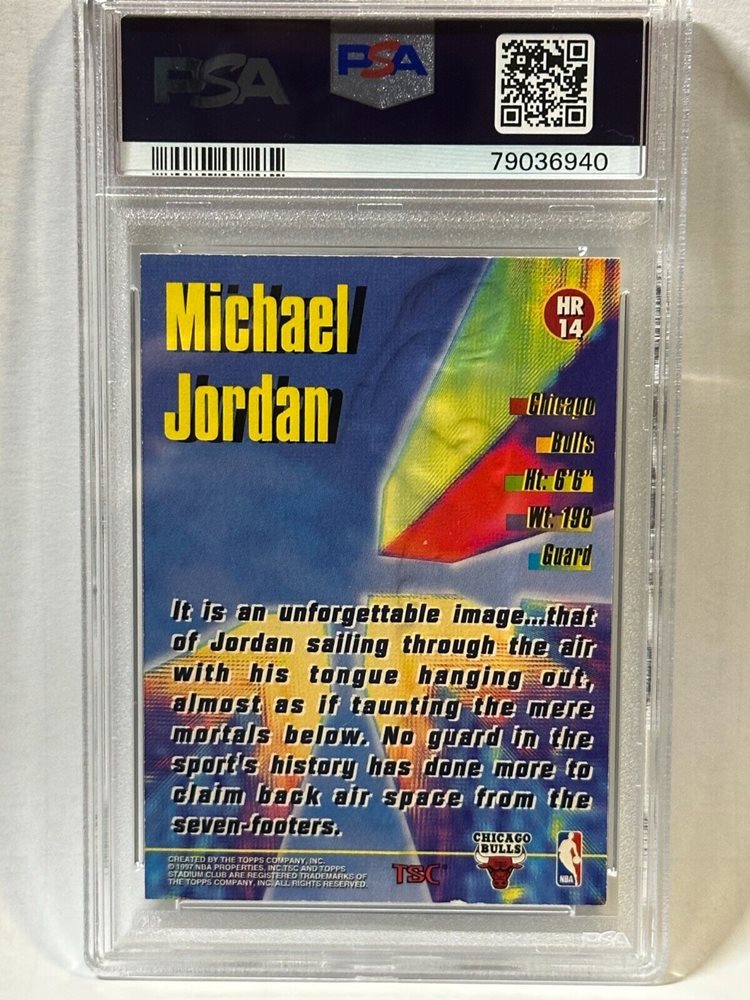 PSA PSA
79036940
Michael
Jordan
HR
14
Chicago
Bulls
Ht: 6'6"
Wt: 198
Guard
It is an unforgettable image...that
of Jordan sailing through the air
with his tongue hanging out,
almost as if taunting the mere
mortals below. No guard in the
sport's history has done more to
claim back air space from the
seven-footers.
CREATED BY THE TOPPS COMPANY, INC.
© 1997 NBA PROPERTIES, INC.TSC AND TOPPS
STADIUM CLUB ARE REGISTERED TRADEMARKS OF
THE TOPPS COMPANY, INC. ALL RIGHTS RESERVED.
TSC
CHICAGO
BULLS
NBA
PSA